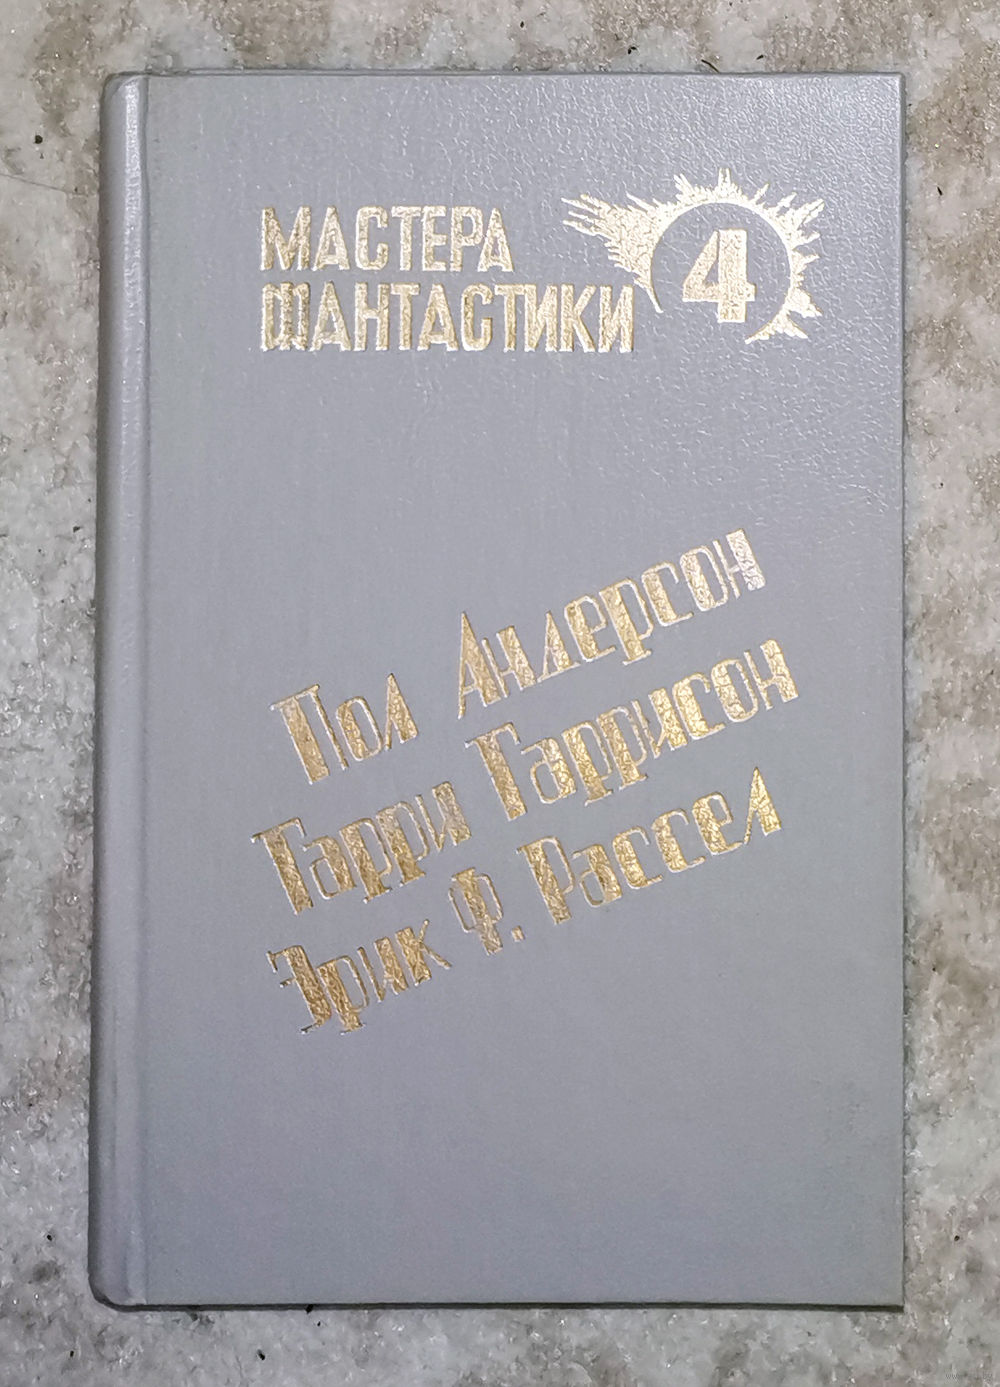 МАСТЕРА
ФАНТАСТИКИ
4
Пол Андерсон
Гарри Гаррисон
Эрик Ф. Рассел